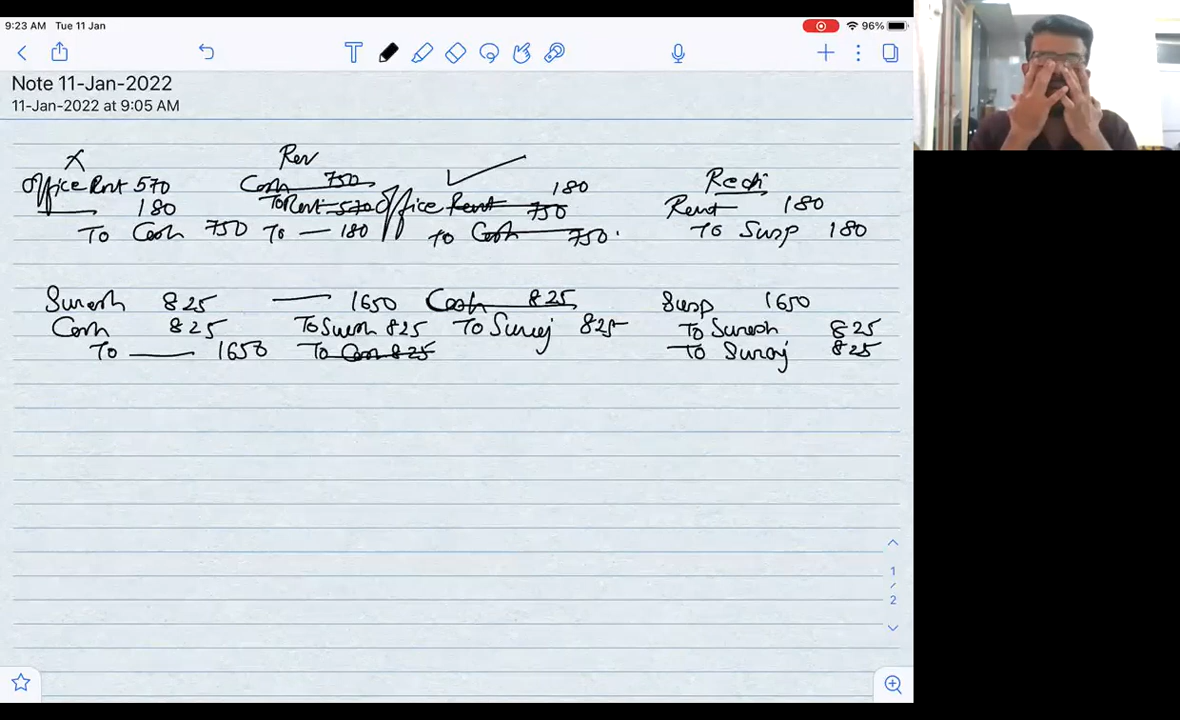 9:23 AM Tue 11 Jan 96%
Note 11-Jan-2022
11-Jan-2022 at 9:05 AM
X Rev ✓ Recti
Office Rent 570 Cash 750 Office Rent 180 750 Rent 180
—— 180 To Rent 570 To Cash 750. To Susp 180
To Cash 750 To — 180
Suresh 825 —— 1650 Cash 825 Susp 1650
Cash 825 To Suresh 825 To Suraj 825 To Suresh 825
To —— 1650 To Cash 825 To Suraj 825
1
/
2